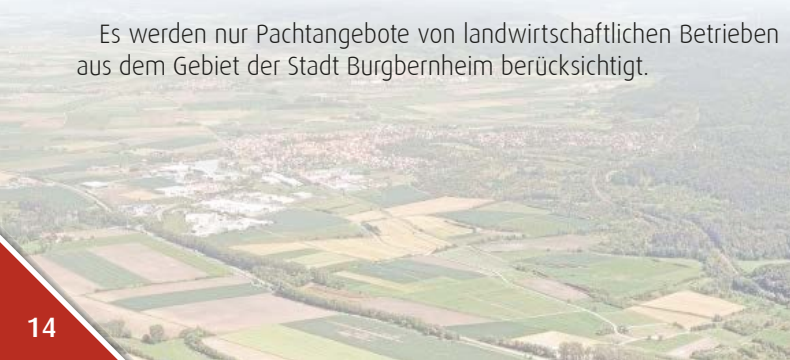 Es werden nur Pachtangebote von landwirtschaftlichen Betrieben
aus dem Gebiet der Stadt Burgbernheim berücksichtigt.
14